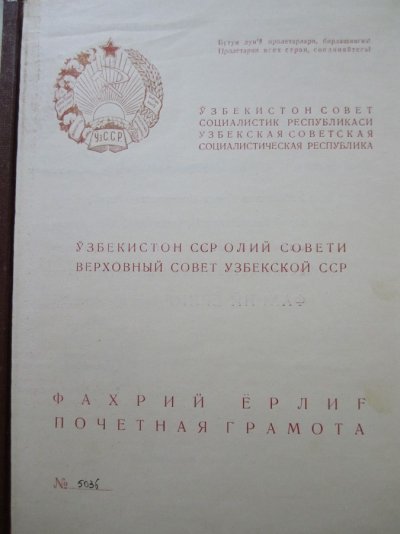 Бутун дунё пролетарлари, бирлашингиз!
Пролетарии всех стран, соединяйтесь!
УзССР
ЎЗБЕКИСТОН СОВЕТ
СОЦИАЛИСТИК РЕСПУБЛИКАСИ
УЗБЕКСКАЯ СОВЕТСКАЯ
СОЦИАЛИСТИЧЕСКАЯ РЕСПУБЛИКА
ЎЗБЕКИСТОН ССР ОЛИЙ СОВЕТИ
ВЕРХОВНЫЙ СОВЕТ УЗБЕКСКОЙ ССР
ФАХРИЙ ЁРЛИҒ
ПОЧЕТНАЯ ГРАМОТА
№ 5035